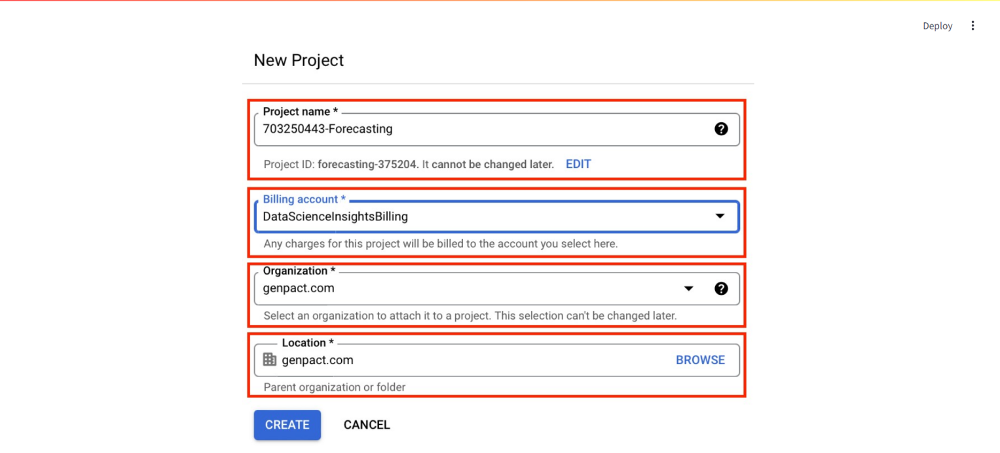 Deploy
New Project
Project name *
703250443-Forecasting
Project ID: forecasting-375204. It cannot be changed later. EDIT
Billing account *
DataScienceInsightsBilling
Any charges for this project will be billed to the account you select here.
Organization *
genpact.com
Select an organization to attach it to a project. This selection can't be changed later.
Location *
genpact.com BROWSE
Parent organization or folder
CREATE CANCEL